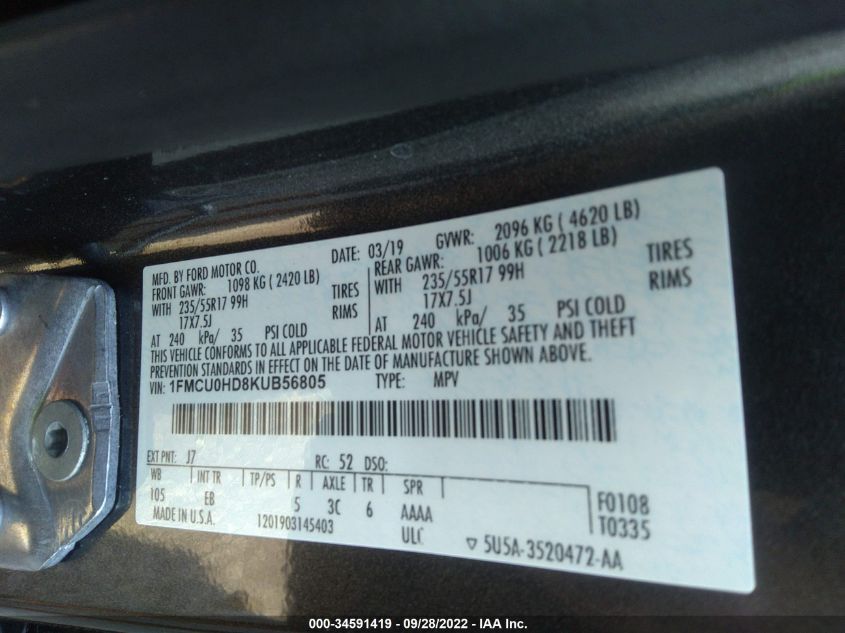 MFD. BY FORD MOTOR CO.
DATE: 03/19 GVWR: 2096 KG ( 4620 LB)
FRONT GAWR: 1098 KG ( 2420 LB)
REAR GAWR: 1006 KG ( 2218 LB)
WITH 235/55R17 99H TIRES
WITH 235/55R17 99H TIRES
17X7.5J RIMS
17X7.5J RIMS
AT 240 kPa/ 35 PSI COLD
AT 240 kPa/ 35 PSI COLD
THIS VEHICLE CONFORMS TO ALL APPLICABLE FEDERAL MOTOR VEHICLE SAFETY AND THEFT
PREVENTION STANDARDS IN EFFECT ON THE DATE OF MANUFACTURE SHOWN ABOVE.
VIN: 1FMCU0HD8KUB56805 TYPE: MPV
EXT PNT: J7 RC: 52 DSO:
WB INT TR TP/PS R AXLE TR SPR
105 EB 5 3C 6 AAAA
F0108
MADE IN U.S.A. 1201903145403 ULC
T0335
▽ 5U5A-3520472-AA
000-34591419 - 09/28/2022 - IAA Inc.